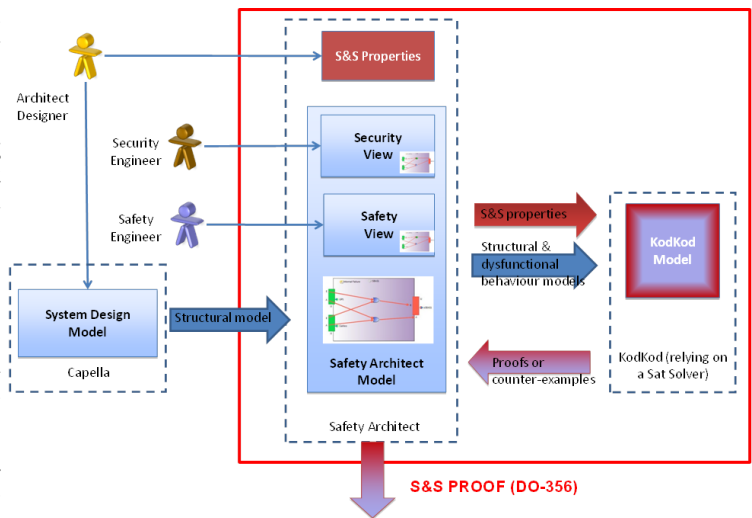 S&S Properties
Architect
Designer
Security
Engineer
Security
View
Safety
Engineer
Safety
View
S&S properties
Structural &
dysfunctional
behaviour models
KodKod
Model
System Design
Model
Structural model
Capella
Safety Architect
Model
Proofs or
counter-examples
KodKod (relying on
a Sat Solver)
Safety Architect
S&S PROOF (DO-356)